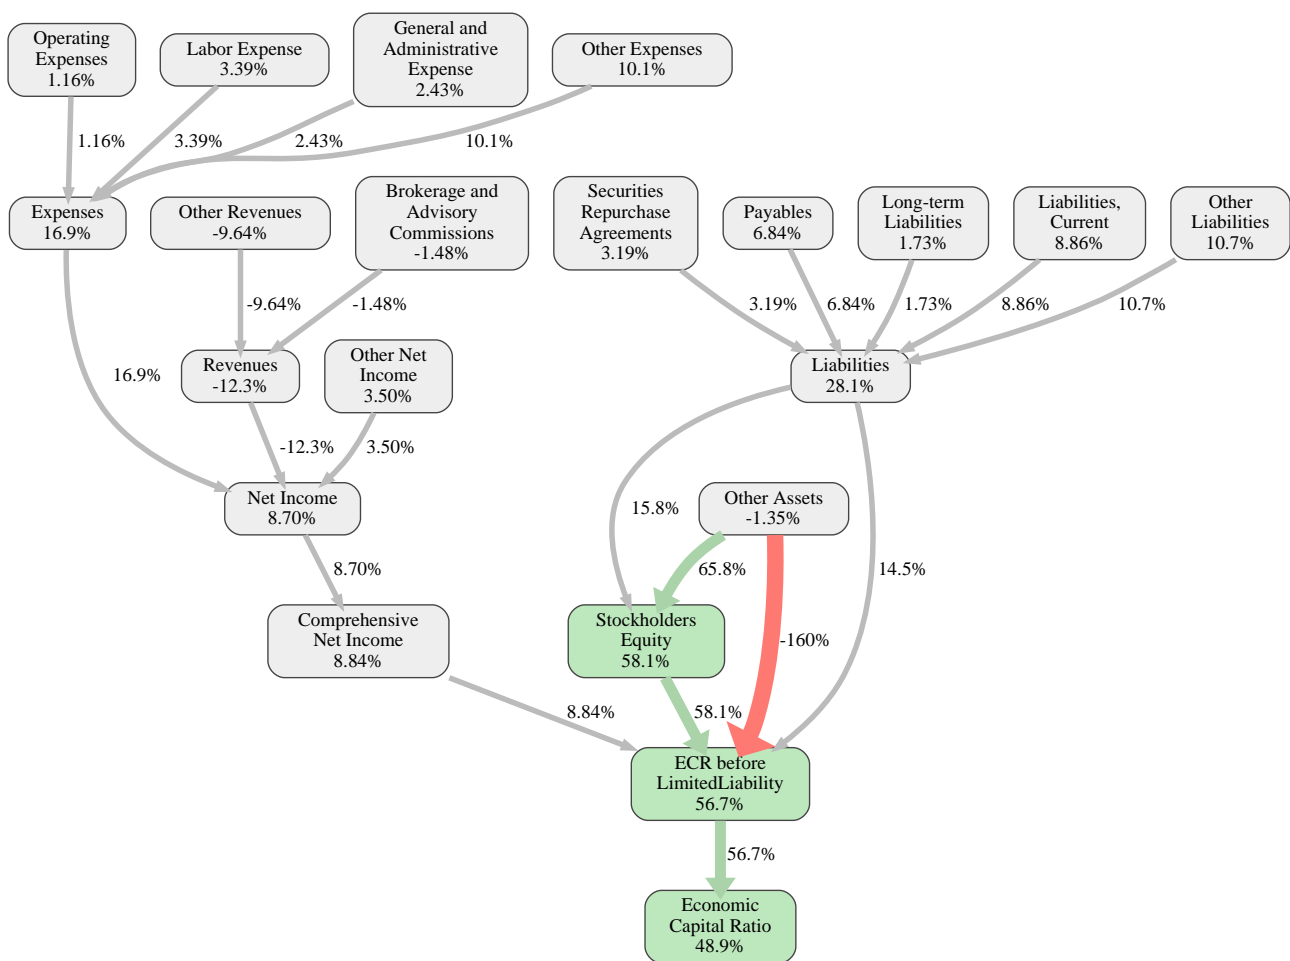 Operating
Expenses
1.16%
Labor Expense
3.39%
General and
Administrative
Expense
2.43%
Other Expenses
10.1%
1.16%
3.39%
2.43%
10.1%
Expenses
16.9%
Other Revenues
-9.64%
Brokerage and
Advisory
Commissions
-1.48%
Securities
Repurchase
Agreements
3.19%
Payables
6.84%
Long-term
Liabilities
1.73%
Liabilities,
Current
8.86%
Other
Liabilities
10.7%
-9.64%
-1.48%
3.19%
6.84%
1.73%
8.86%
10.7%
16.9%
Revenues
-12.3%
Other Net
Income
3.50%
Liabilities
28.1%
-12.3%
3.50%
Net Income
8.70%
15.8%
Other Assets
-1.35%
14.5%
8.70%
65.8%
-160%
Comprehensive
Net Income
8.84%
Stockholders
Equity
58.1%
8.84%
58.1%
ECR before
LimitedLiability
56.7%
56.7%
Economic
Capital Ratio
48.9%